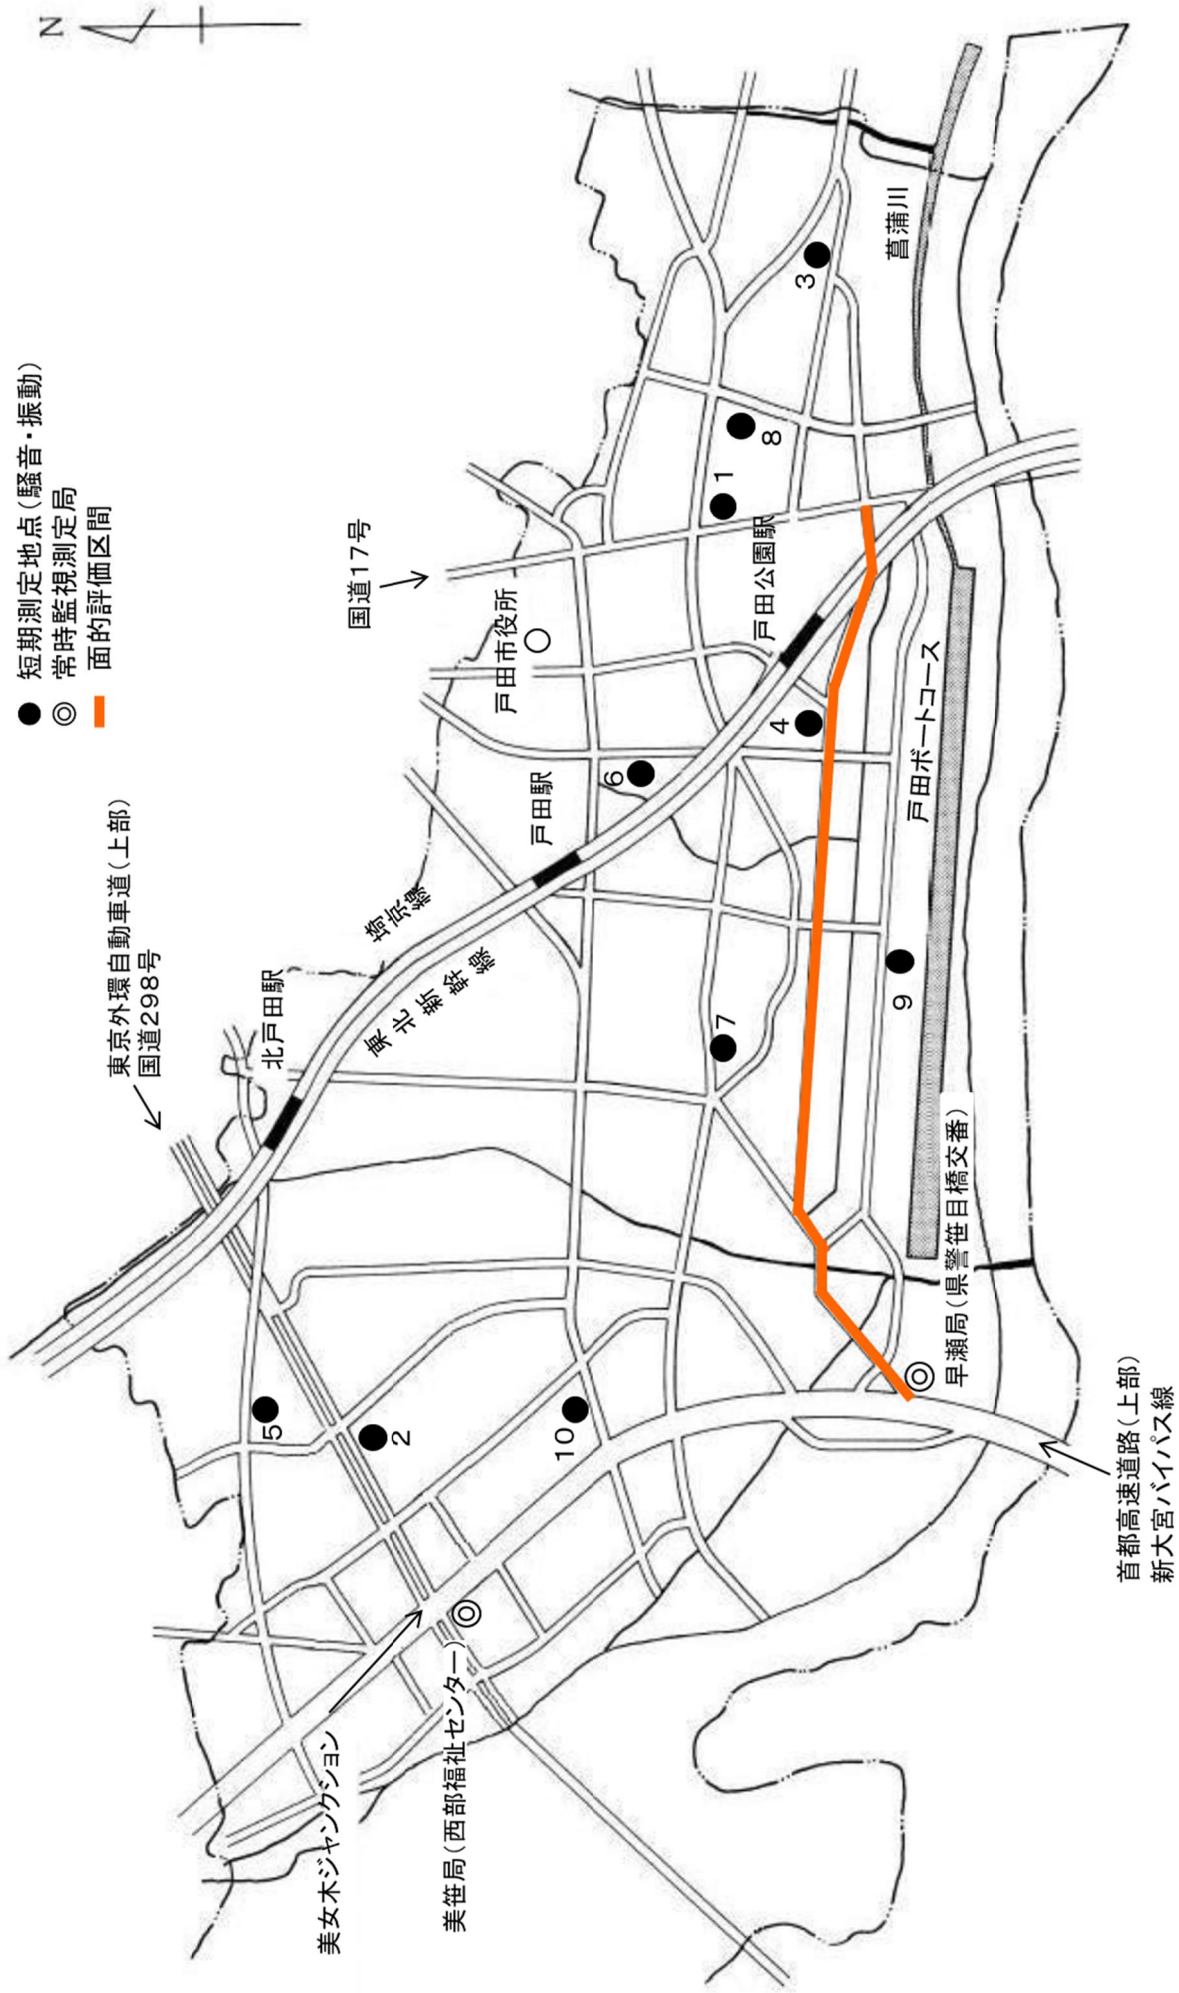 N
● 短期測定地点(騒音・振動)
◎ 常時監視測定局
面的評価区間
東京外環自動車道(上部)
国道298号
国道17号
北戸田駅
埼京線
東北新幹線
戸田駅
戸田市役所
戸田公園駅
菖蒲川
戸田ボートコース
5
2
10
7
6
4
9
1
8
3
美女木ジャンクション
美笹局(西部福祉センター)
早瀬局(県警笹目橋交番)
首都高速道路(上部)
新大宮バイパス線